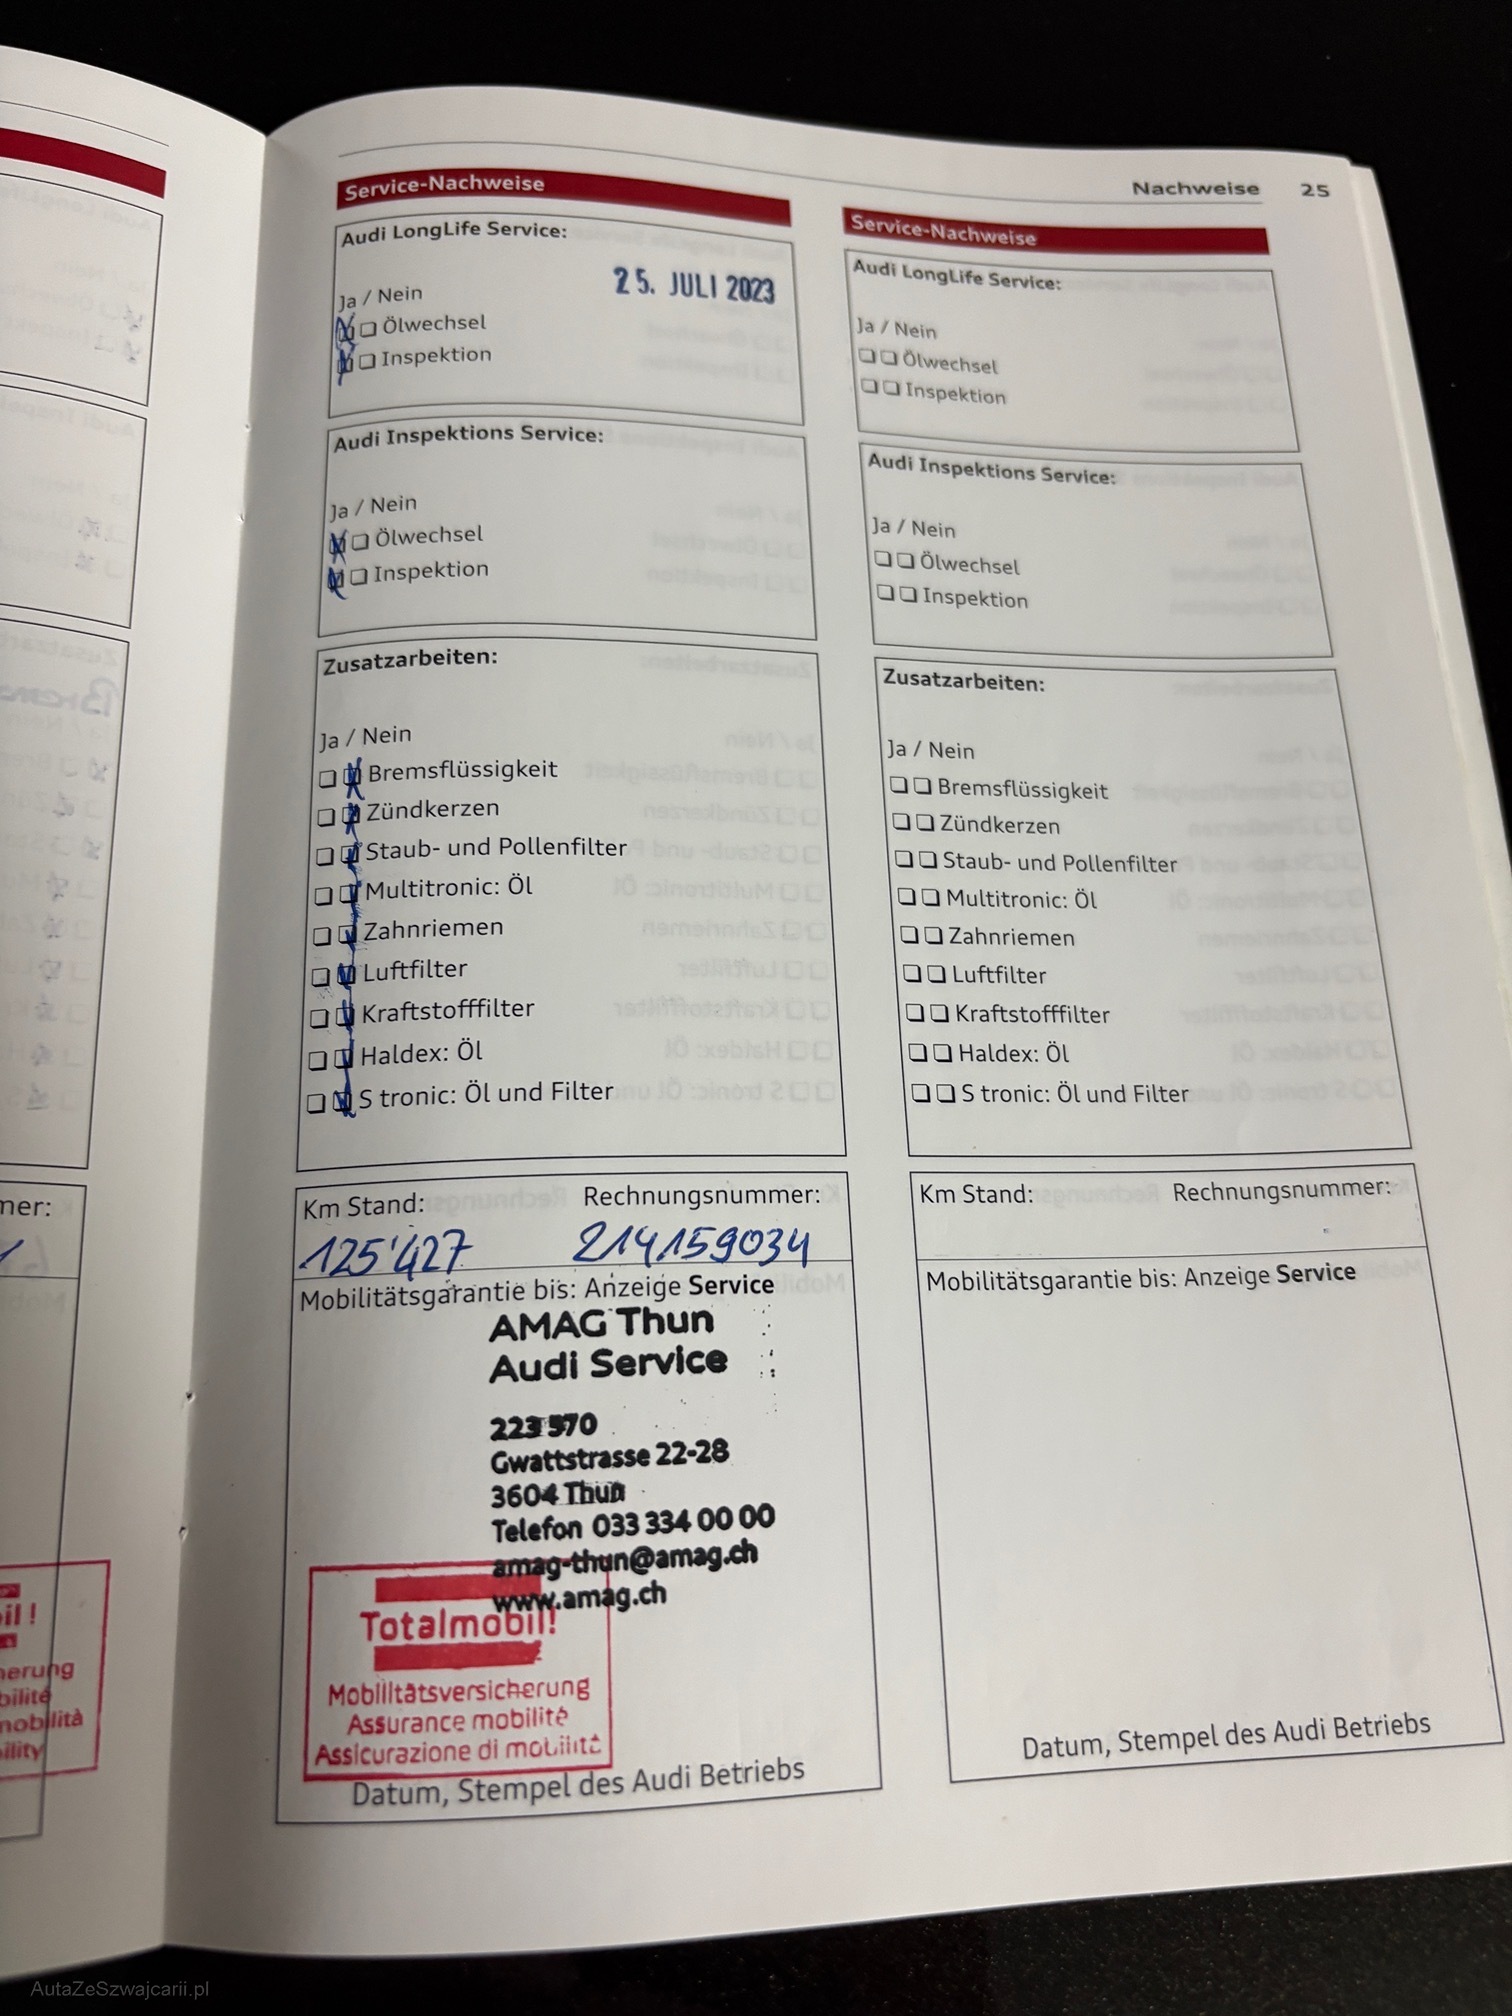 Nachweise 25
Service-Nachweise
Audi LongLife Service:
25. JULI 2023
Ja / Nein
Ölwechsel
Inspektion
Audi Inspektions Service:
Ja / Nein
Ölwechsel
Inspektion
Zusatzarbeiten:
Ja / Nein
Bremsflüssigkeit
Zündkerzen
Staub- und Pollenfilter
Multitronic: Öl
Zahnriemen
Luftfilter
Kraftstofffilter
Haldex: Öl
S tronic: Öl und Filter
Km Stand: Rechnungsnummer:
125'427 214159034
Mobilitätsgarantie bis: Anzeige Service
AMAG Thun
Audi Service
223 570
Gwattstrasse 22-28
3604 Thun
Telefon 033 334 00 00
amag-thun@amag.ch
www.amag.ch
Totalmobil!
Mobilitätsversicherung
Assurance mobilité
Assicurazione di mobilità
Datum, Stempel des Audi Betriebs
Service-Nachweise
Audi LongLife Service:
Ja / Nein
Ölwechsel
Inspektion
Audi Inspektions Service:
Ja / Nein
Ölwechsel
Inspektion
Zusatzarbeiten:
Ja / Nein
Bremsflüssigkeit
Zündkerzen
Staub- und Pollenfilter
Multitronic: Öl
Zahnriemen
Luftfilter
Kraftstofffilter
Haldex: Öl
S tronic: Öl und Filter
Km Stand: Rechnungsnummer:
Mobilitätsgarantie bis: Anzeige Service
Datum, Stempel des Audi Betriebs
AutaZeSzwajcarii.pl